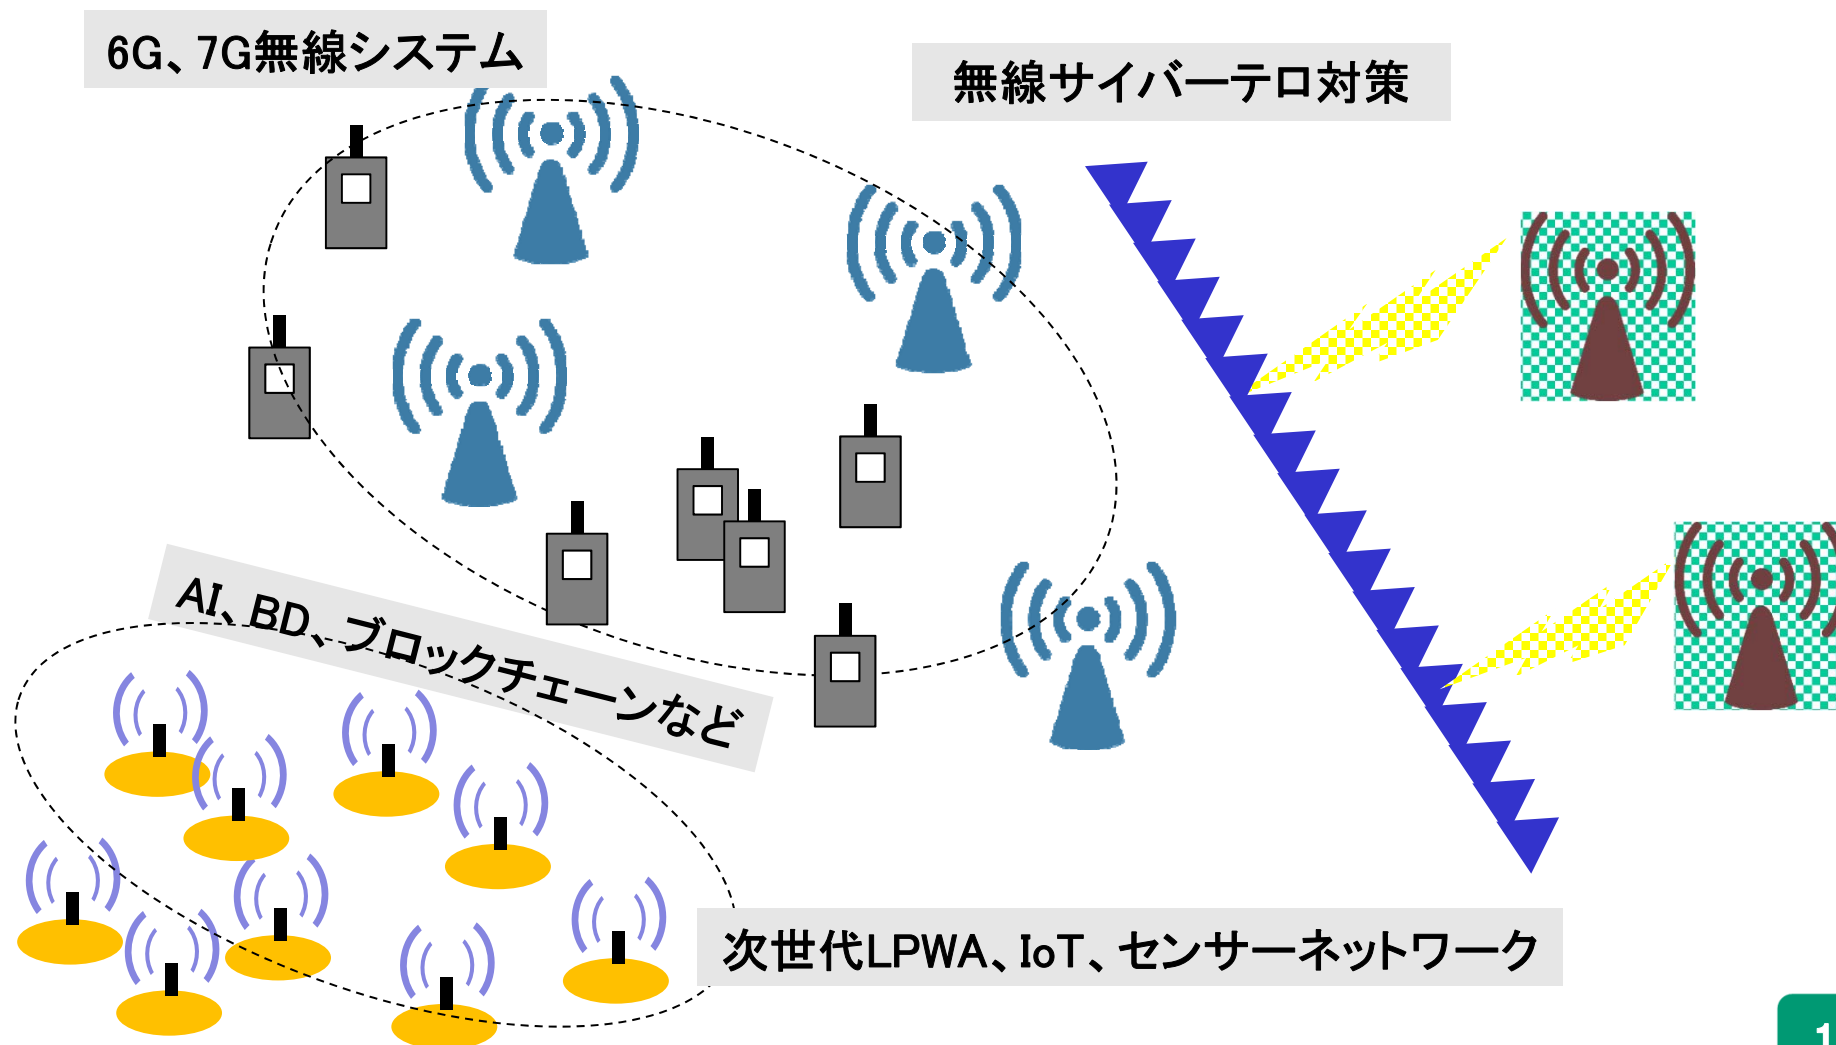 6G、7G無線システム
無線サイバーテロ対策
AI、BD、ブロックチェーンなど
次世代LPWA、IoT、センサーネットワーク
1